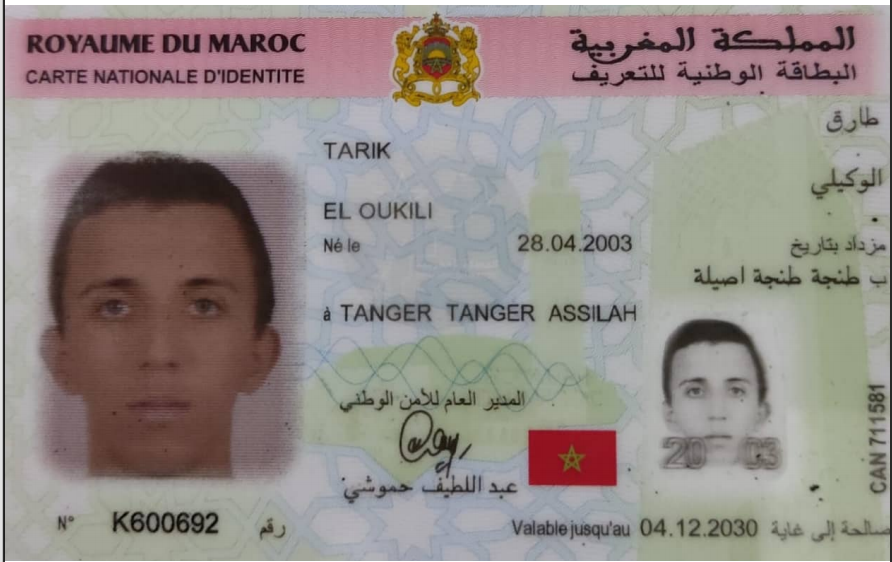 ROYAUME DU MAROC
المملكة المغربية
CARTE NATIONALE D'IDENTITE
البطاقة الوطنية للتعريف
طارق
TARIK
الوكيلي
EL OUKILI
Né le 28.04.2003
مزداد بتاريخ
ب طنجة طنجة اصيلة
à TANGER TANGER ASSILAH
المدير العام للأمن الوطني
عبد اللطيف حموشي
20 03
CAN 711581
N° K600692 رقم
Valable jusqu'au 04.12.2030 صالحة إلى غاية